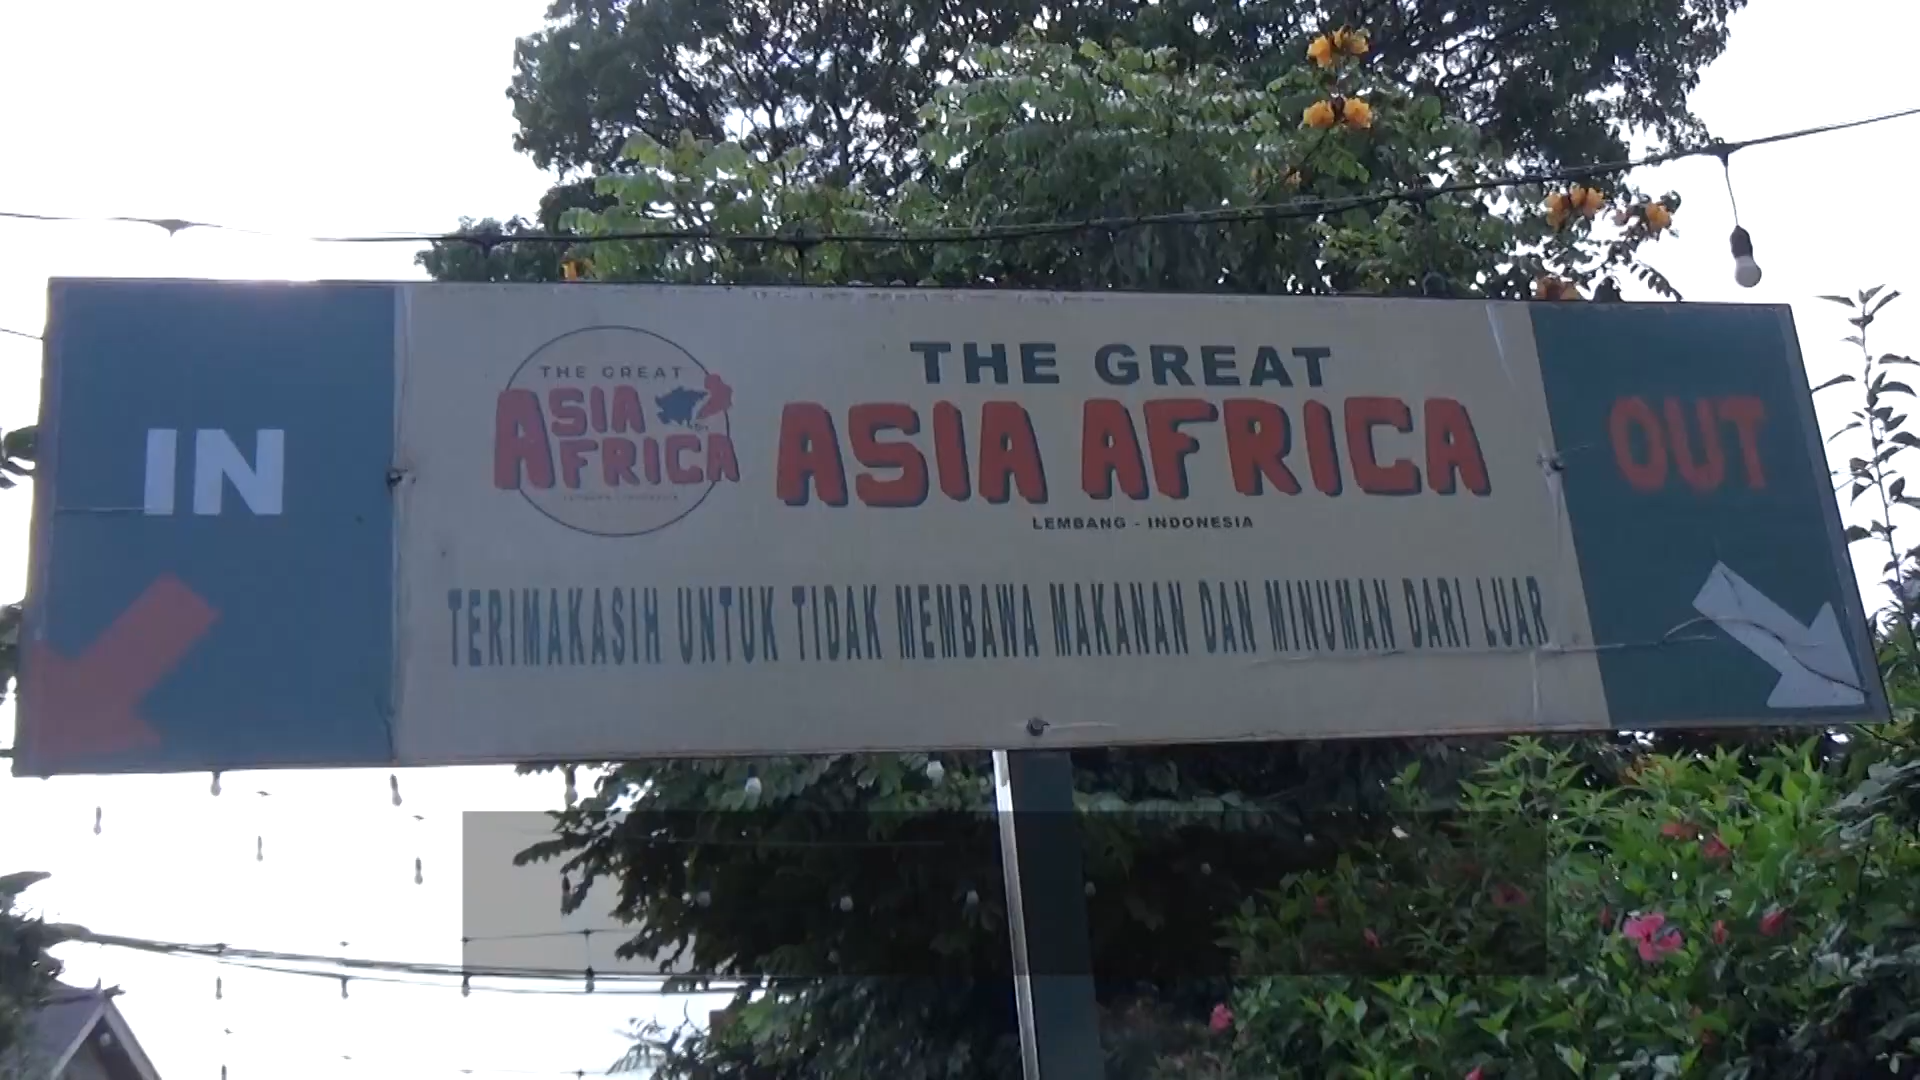 IN
THE GREAT
ASIA
AFRICA
THE GREAT
ASIA AFRICA
LEMBANG - INDONESIA
TERIMAKASIH UNTUK TIDAK MEMBAWA MAKANAN DAN MINUMAN DARI LUAR
OUT